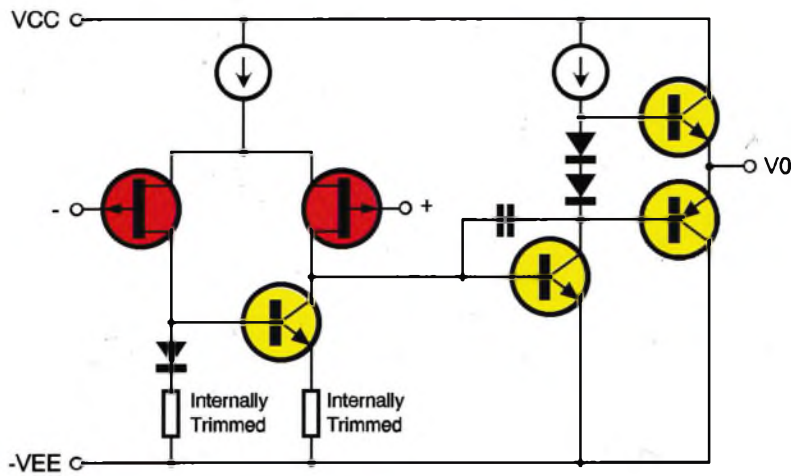 VCC
-
+
V0
Internally
Trimmed
Internally
Trimmed
-VEE